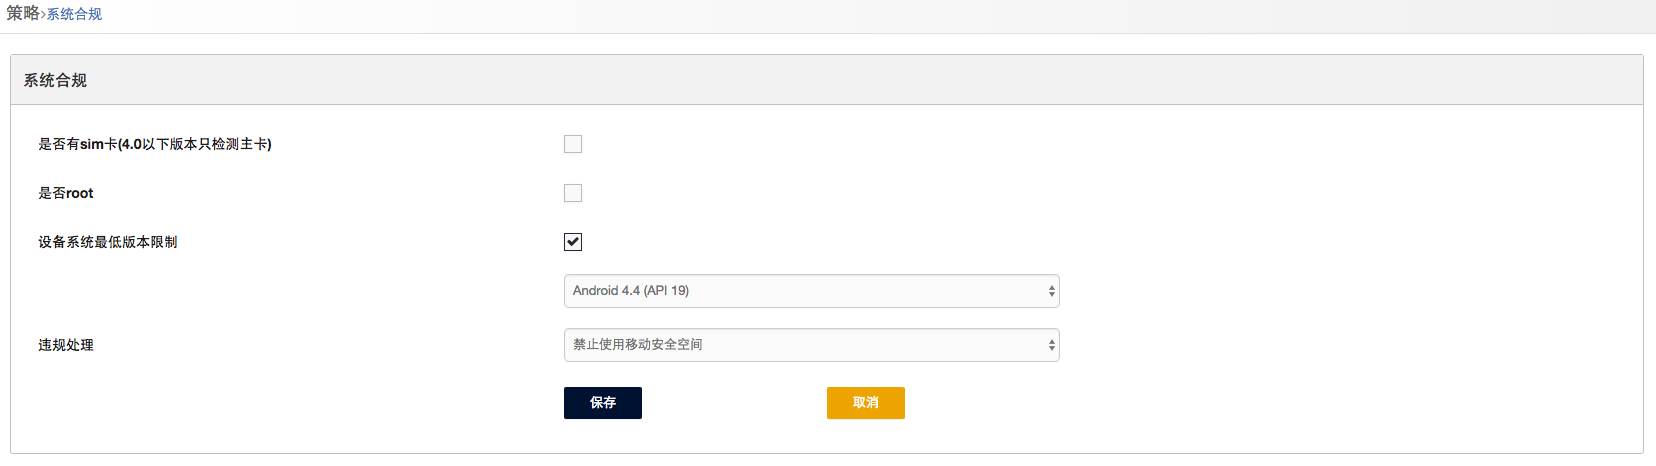 策略>系统合规
系统合规
是否有sim卡(4.0以下版本只检测主卡)
是否root
设备系统最低版本限制
Android 4.4 (API 19)
违规处理
禁止使用移动安全空间
保存
取消